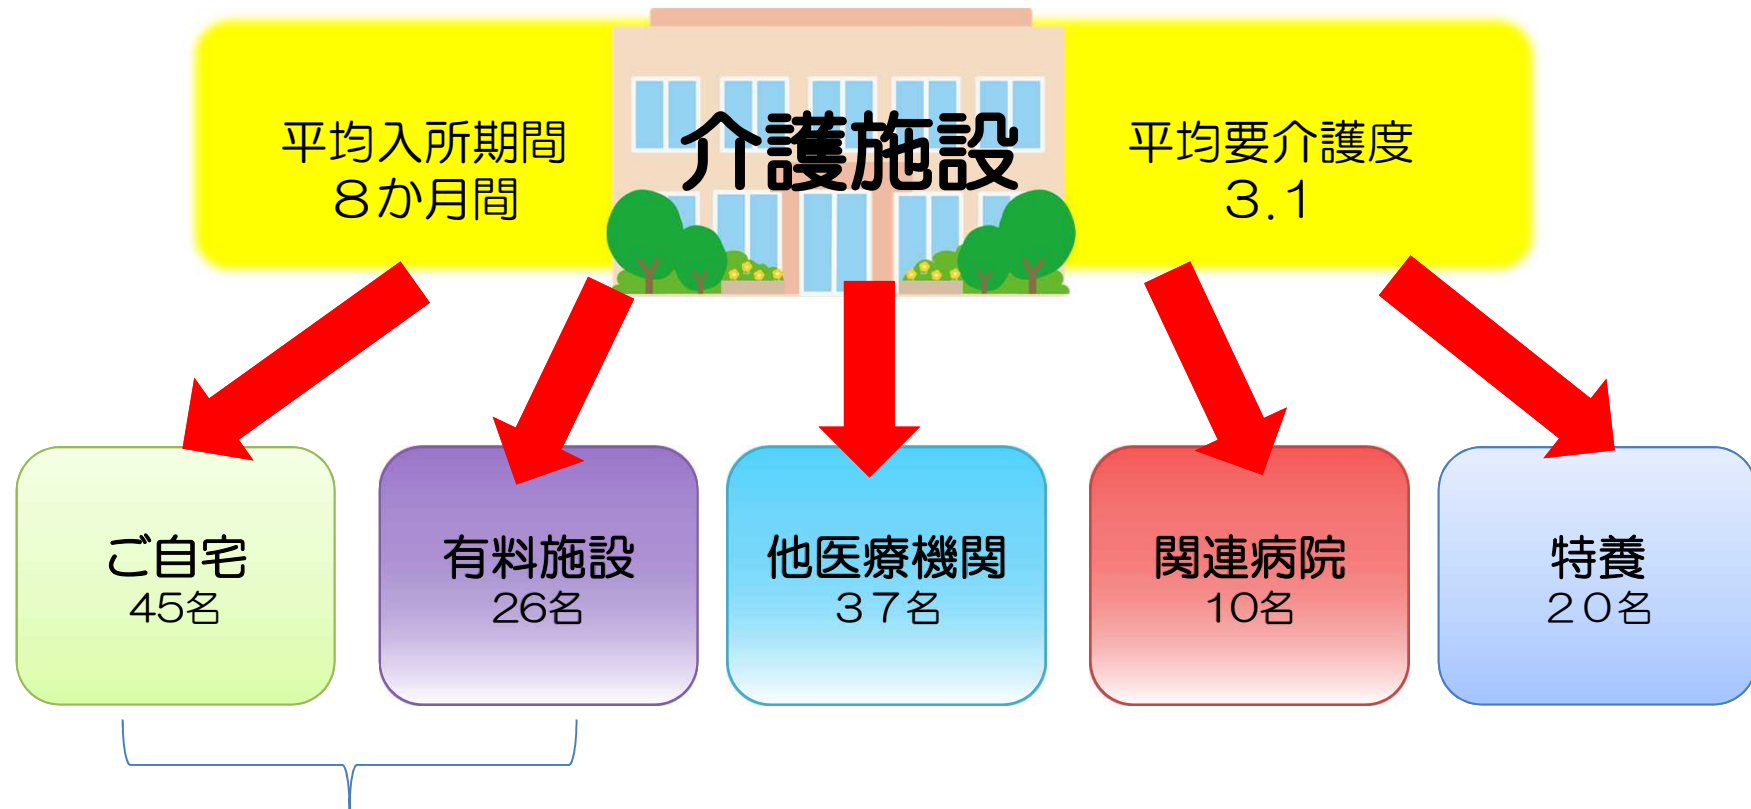 平均入所期間
８か月間
介護施設
平均要介護度
３.１
ご自宅
45名
有料施設
26名
他医療機関
３７名
関連病院
10名
特養
２０名